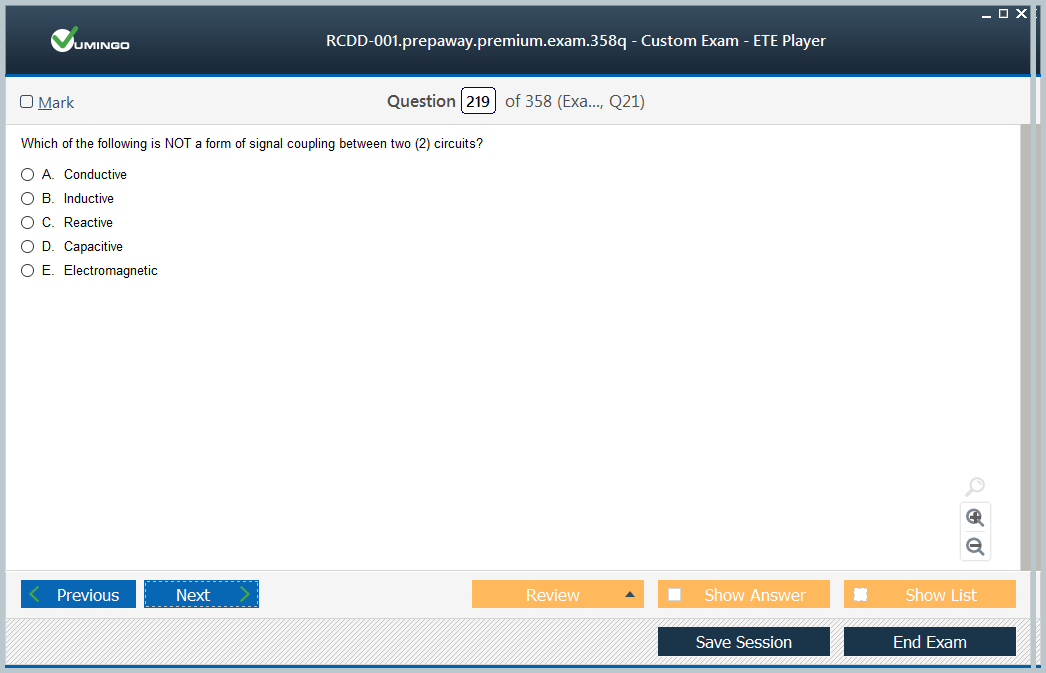 VUMINGO
RCDD-001.prepaway.premium.exam.358q - Custom Exam - ETE Player
Mark
Question 219 of 358 (Exa..., Q21)
Which of the following is NOT a form of signal coupling between two (2) circuits?
A. Conductive
B. Inductive
C. Reactive
D. Capacitive
E. Electromagnetic
Previous
Next
Review
Show Answer
Show List
Save Session
End Exam